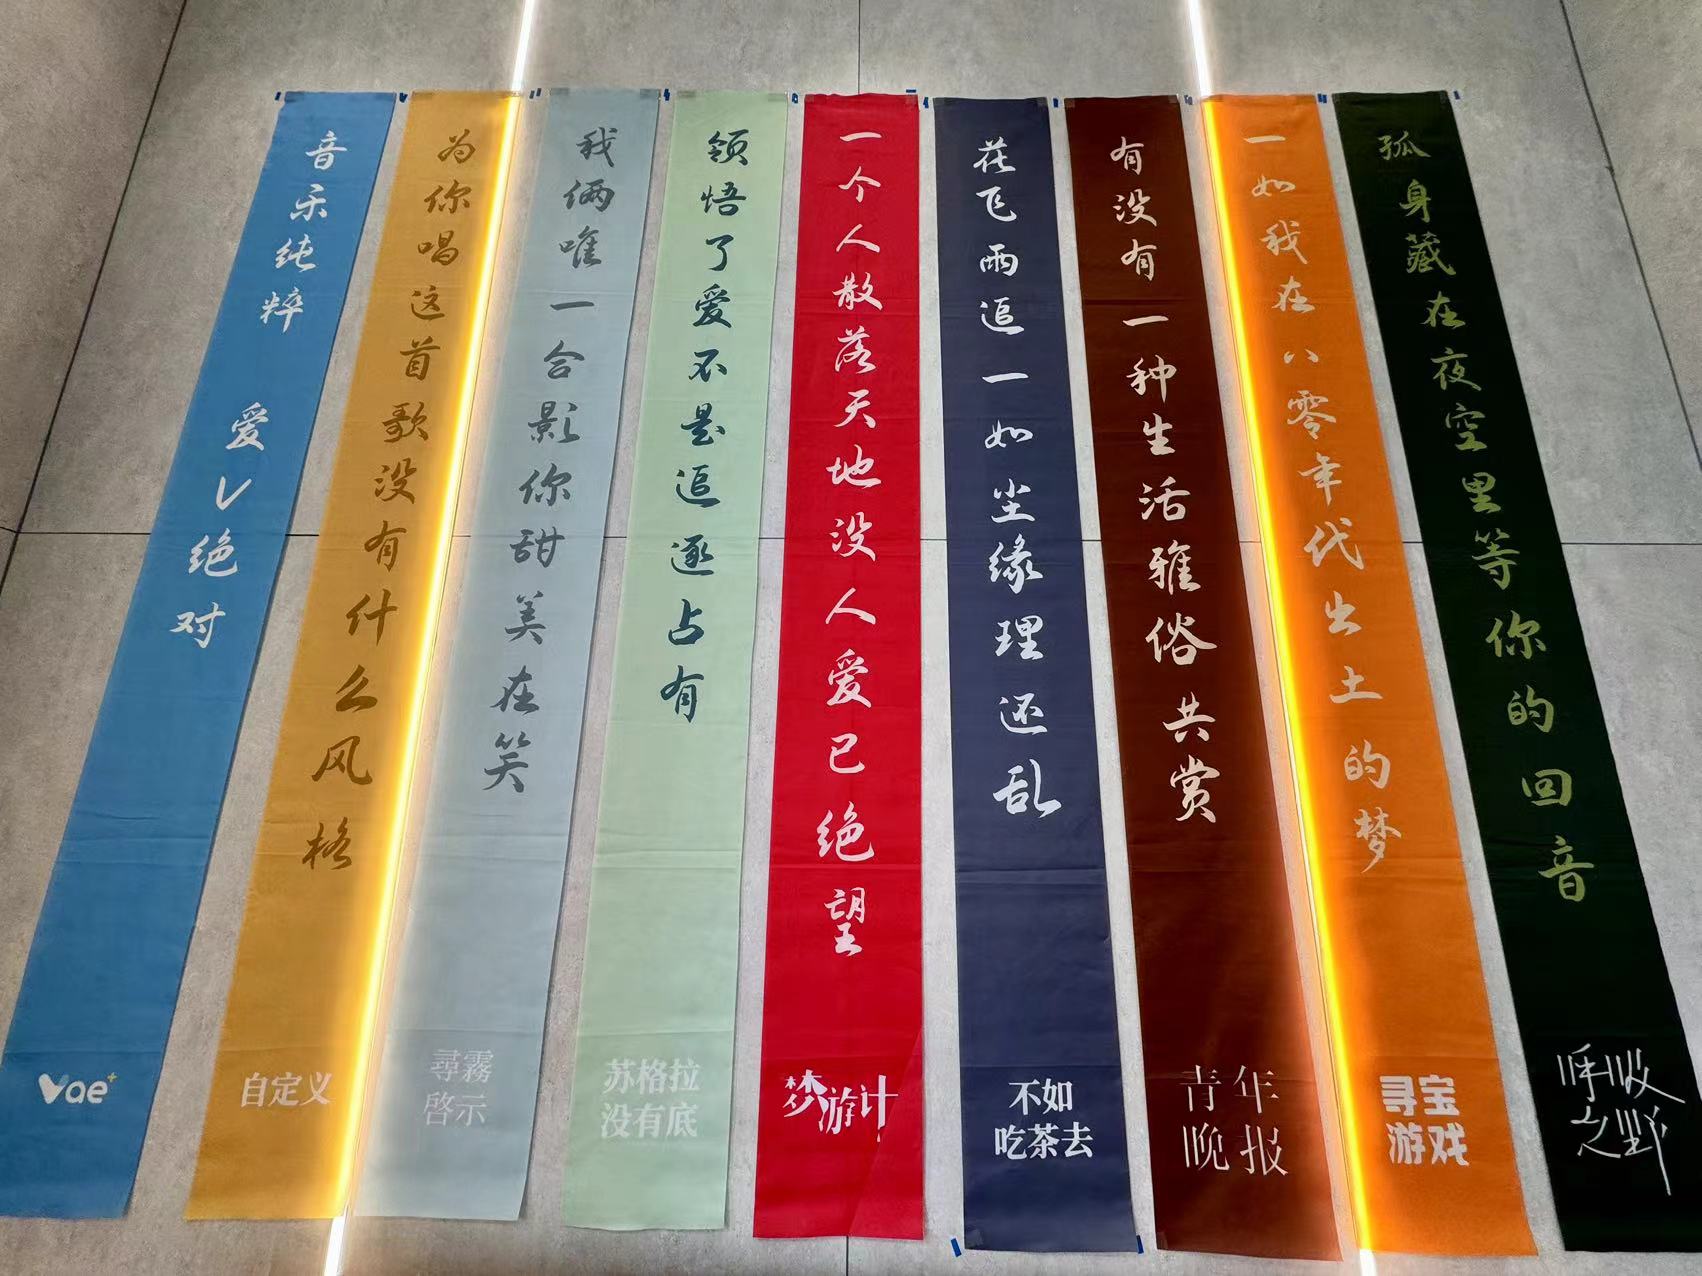 音乐纯粹 爱V绝对
Vae+
为你唱这首歌没有什么风格
自定义
我俩唯一合影你甜美在笑
尋霧
啓示
领悟了爱不是追逐占有
苏格拉
没有底
一个人散落天地没人爱已绝望
梦游计
花飞雨追一如尘缘理还乱
不如
吃茶去
有没有一种生活雅俗共赏
青年
晚报
一如我在八零年代出土的梦
寻宝
游戏
孤身藏在夜空里等你的回音
呼吸
之野